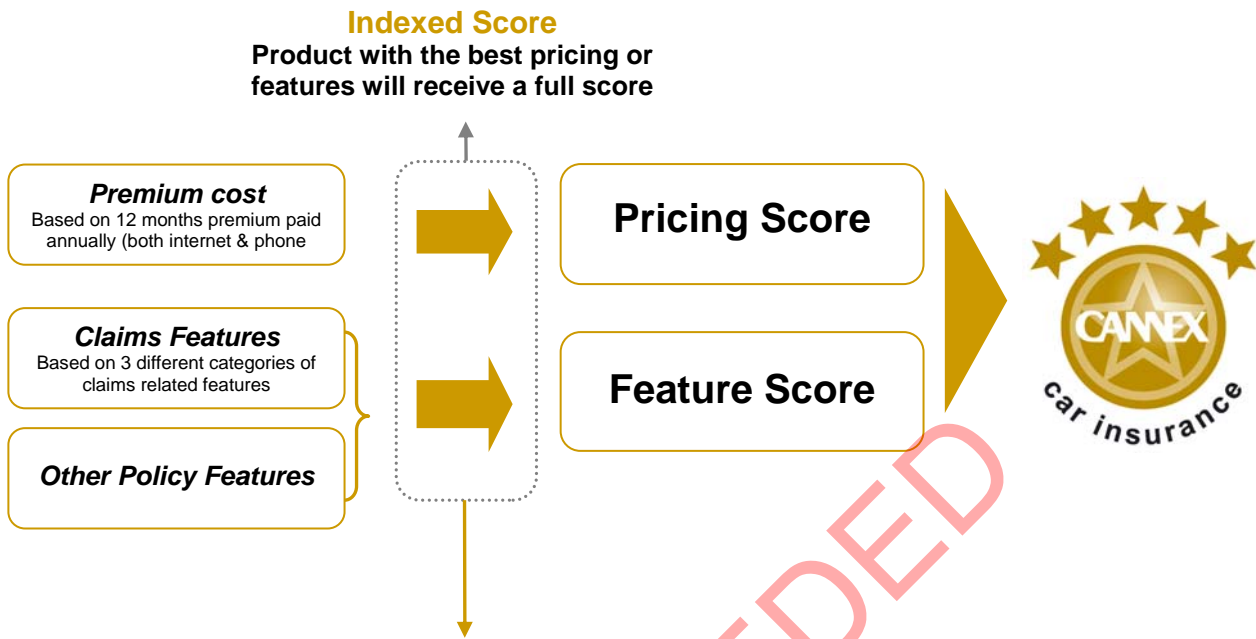 Indexed Score
Product with the best pricing or
features will receive a full score
Premium cost
Based on 12 months premium paid
annually (both internet & phone
Pricing Score
Claims Features
Based on 3 different categories of
claims related features
Feature Score
Other Policy Features
CANNEX
car insurance
EDED